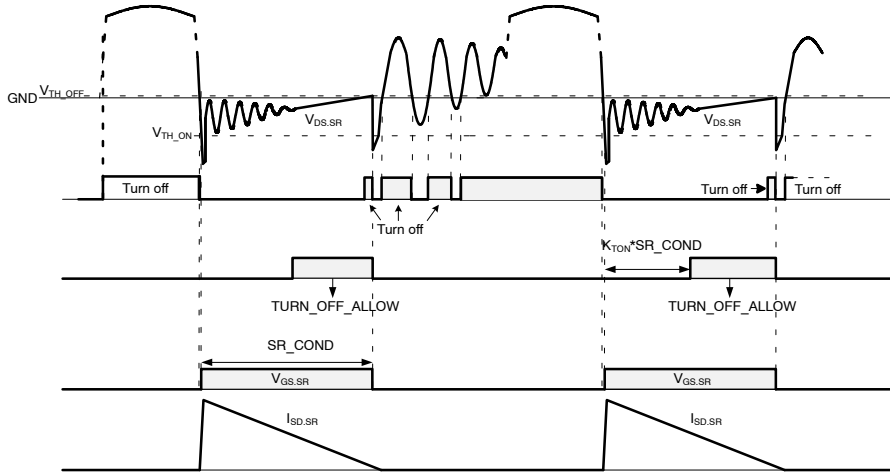 V_TH_OFF
GND
V_DS.SR
V_DS.SR
V_TH_ON
Turn off
Turn off
Turn off
Turn off
K_TON*SR_COND
TURN_OFF_ALLOW
TURN_OFF_ALLOW
SR_COND
V_GS.SR
V_GS.SR
I_SD.SR
I_SD.SR